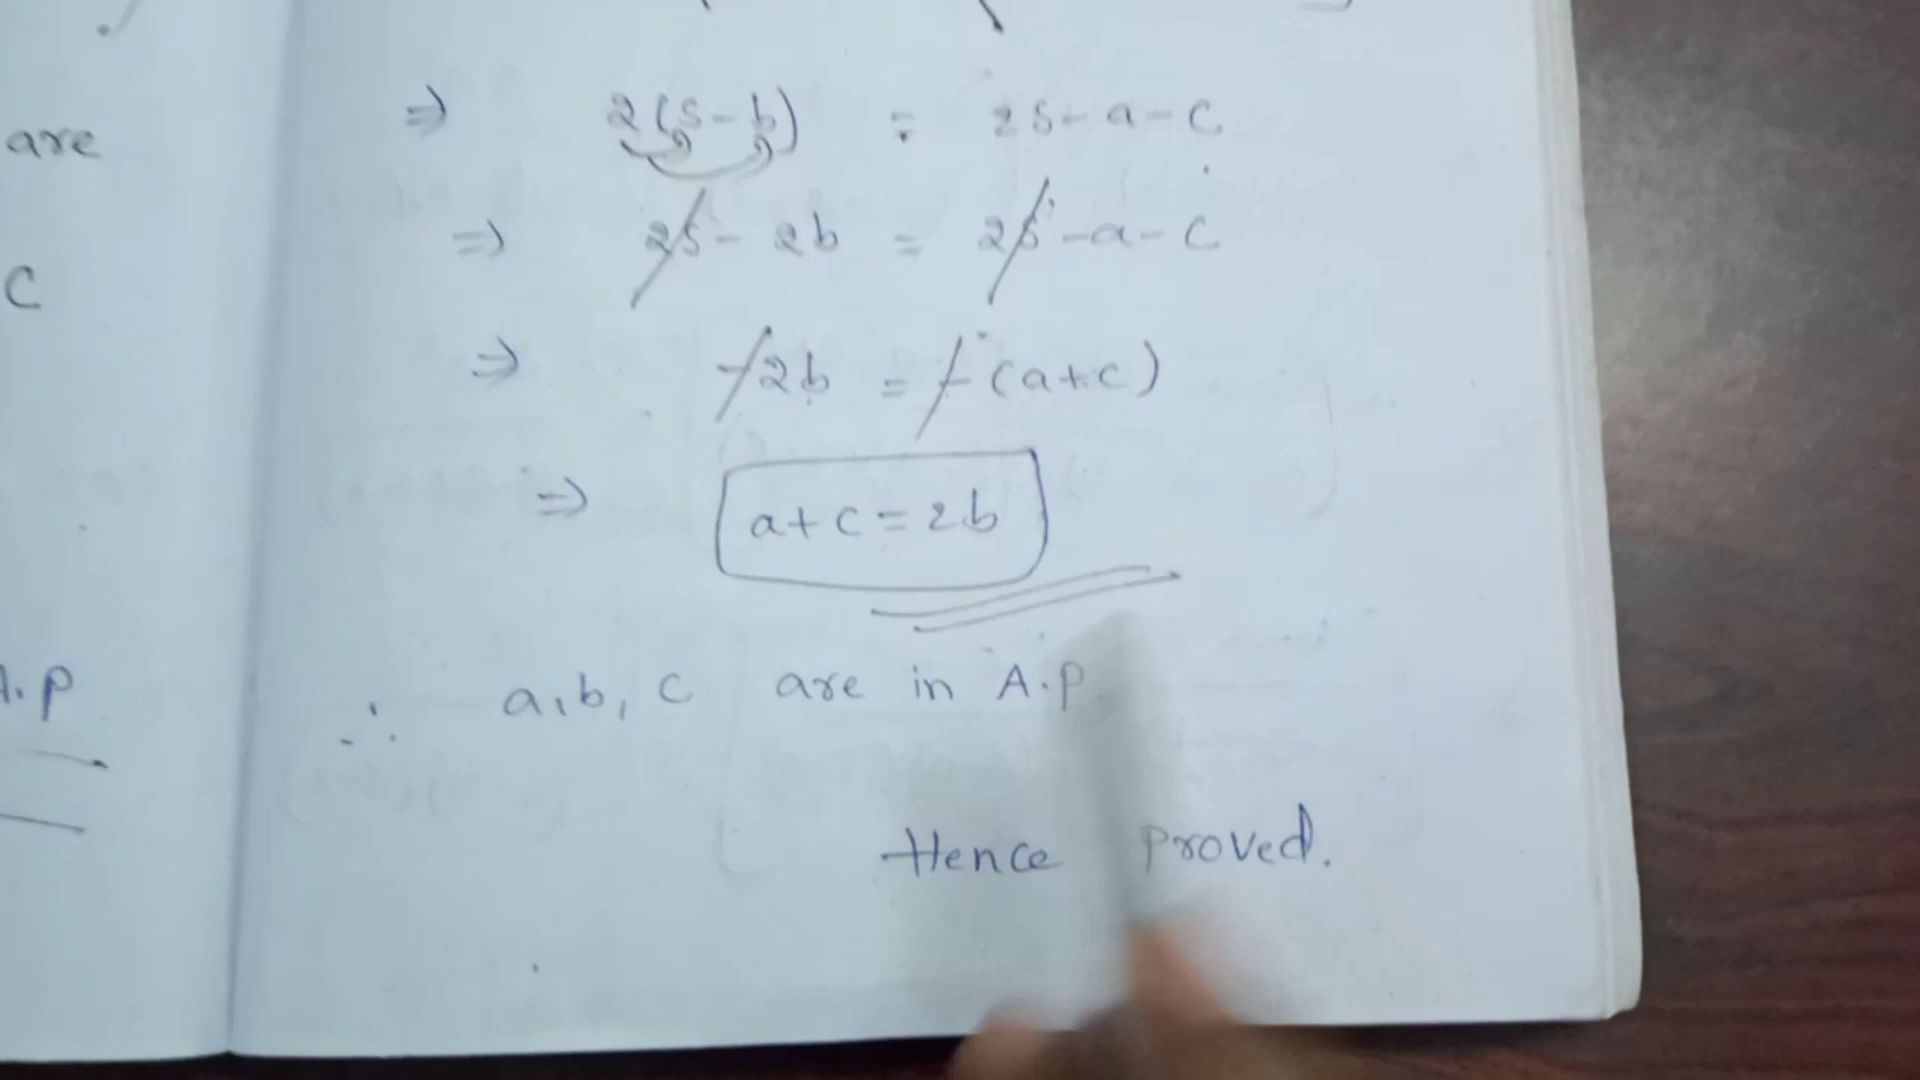 are
C
A.P
⇒ 2(s-b) = 2s-a-c
⇒ 2s - 2b = 2s -a-c
⇒ -2b = -(a+c)
⇒ a+c=2b
∴ a,b, c are in A.P.
Hence proved.